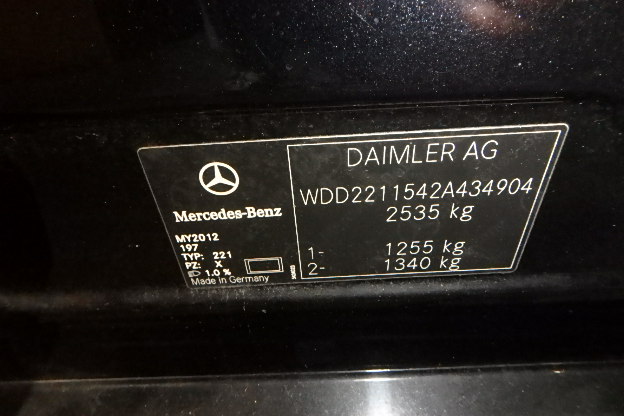 Mercedes-Benz
MY2012
197
TYP: 221
PZ: X
1.0 %
Made in Germany
DAIMLER AG
WDD2211542A434904
2535 kg
1- 1255 kg
2- 1340 kg